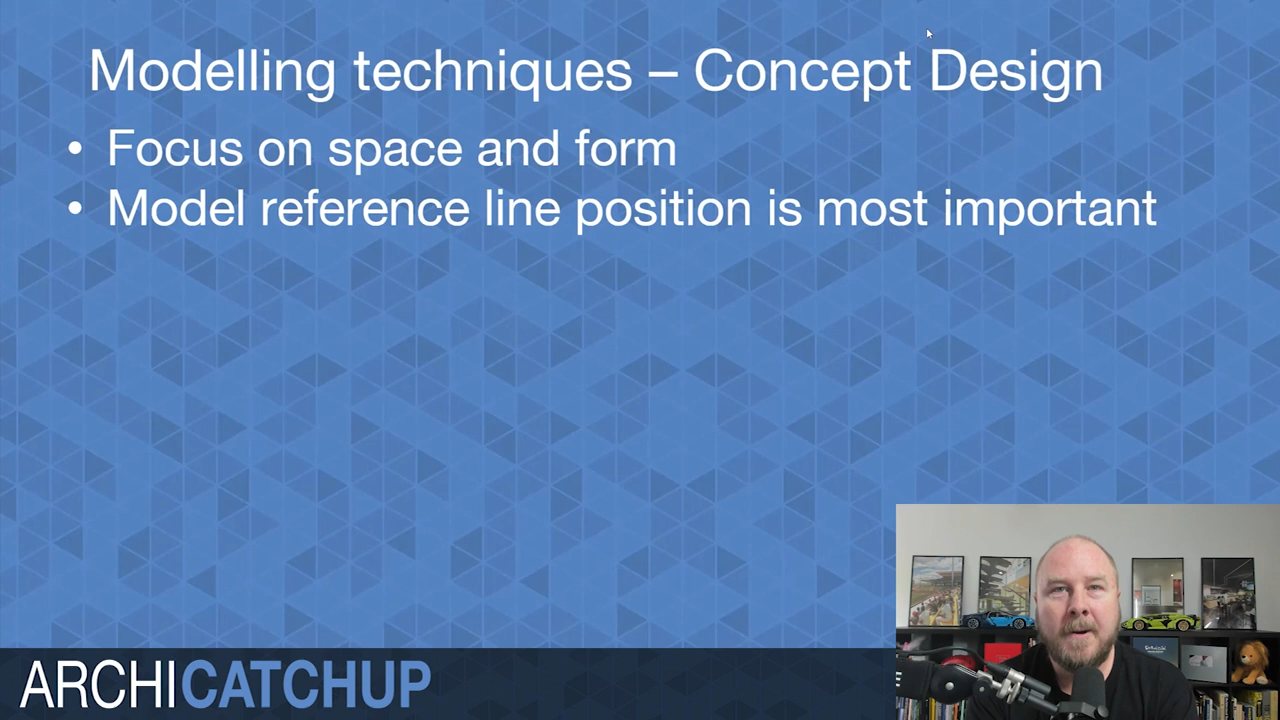 Modelling techniques – Concept Design
• Focus on space and form
• Model reference line position is most important
ARCHICATCHUP